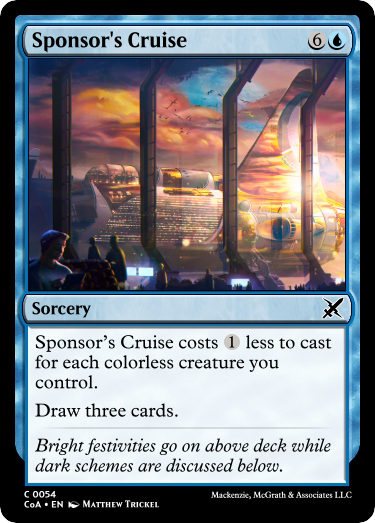 Sponsor's Cruise 6
Sorcery
Sponsor's Cruise costs 1 less to cast
for each colorless creature you
control.
Draw three cards.
Bright festivities go on above deck while
dark schemes are discussed below.
C 0054
CoA • EN Matthew Trickel
Mackenzie, McGrath & Associates LLC